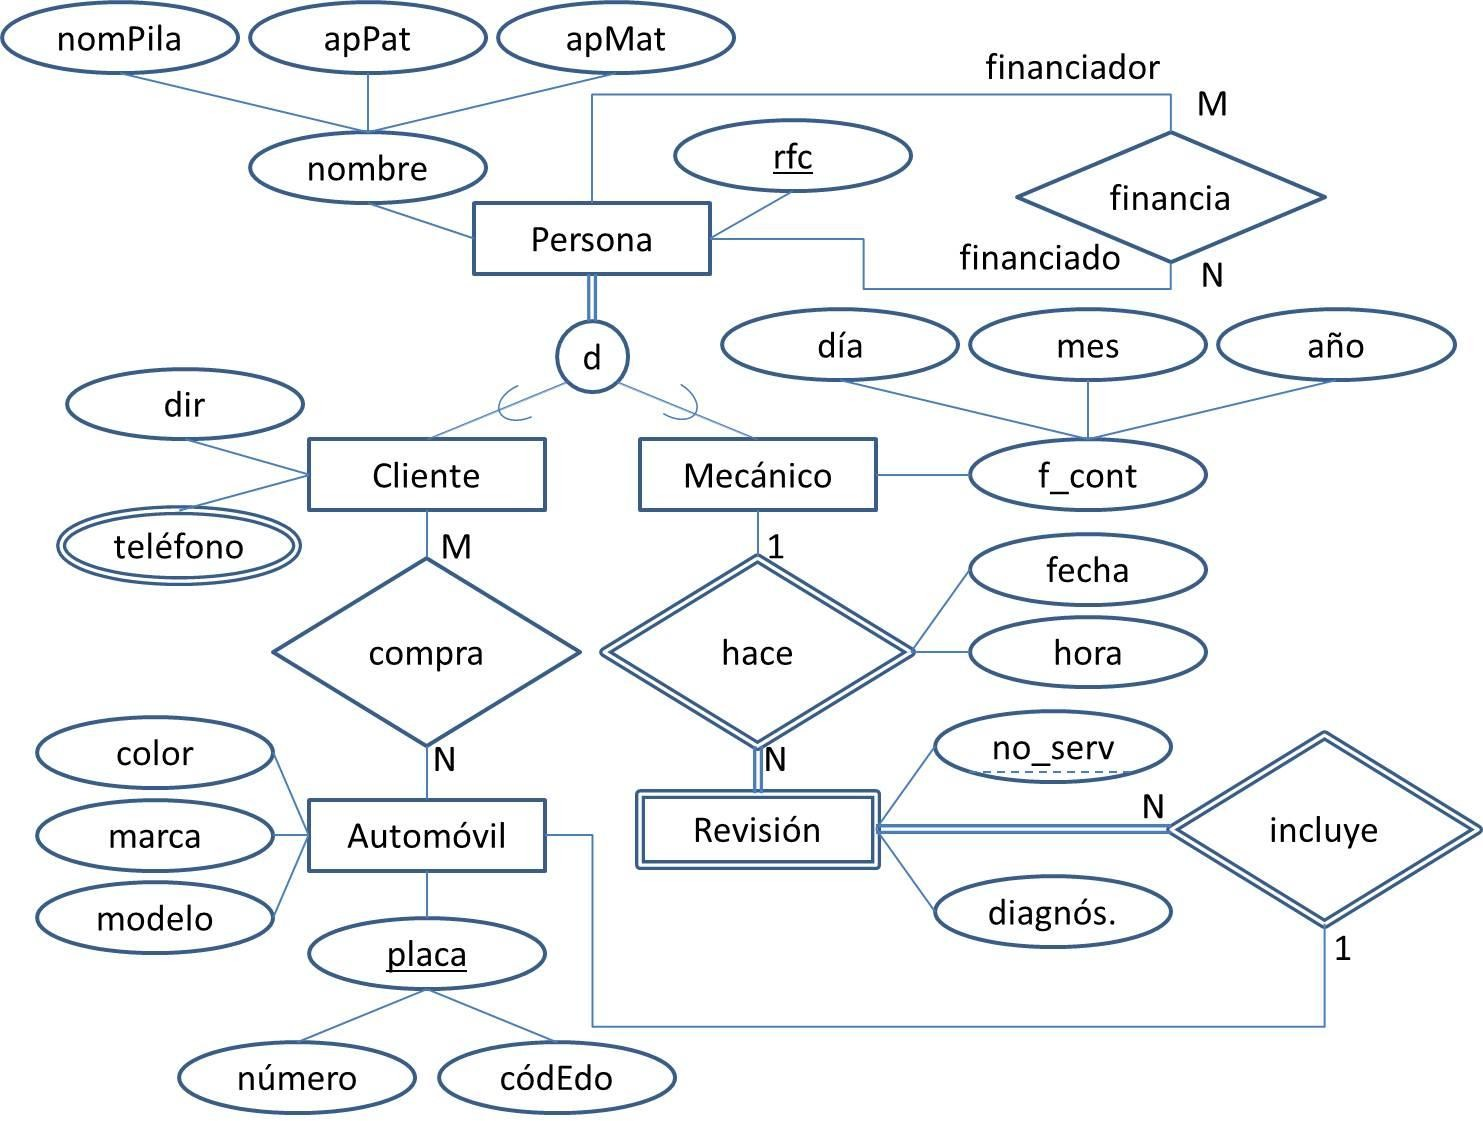 nomPila apPat apMat
financiador
M
rfc
nombre
financia
Persona
financiado
N
d
día mes año
dir
Cliente Mecánico f_cont
teléfono
M 1
fecha
compra hace hora
color
N N
no_serv
N
marca Automóvil Revisión incluye
modelo
diagnós.
placa
1
número códEdo